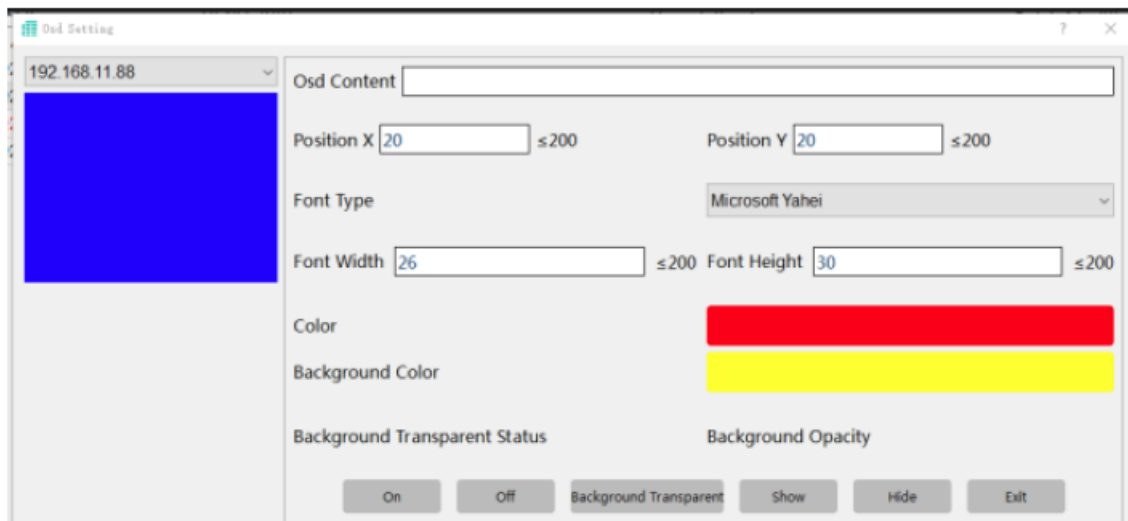 Osd Setting
192.168.11.88
Osd Content
Position X 20 ≤200 Position Y 20 ≤200
Font Type Microsoft Yahei
Font Width 26 ≤200 Font Height 30 ≤200
Color
Background Color
Background Transparent Status Background Opacity
On Off Background Transparent Show Hide Exit